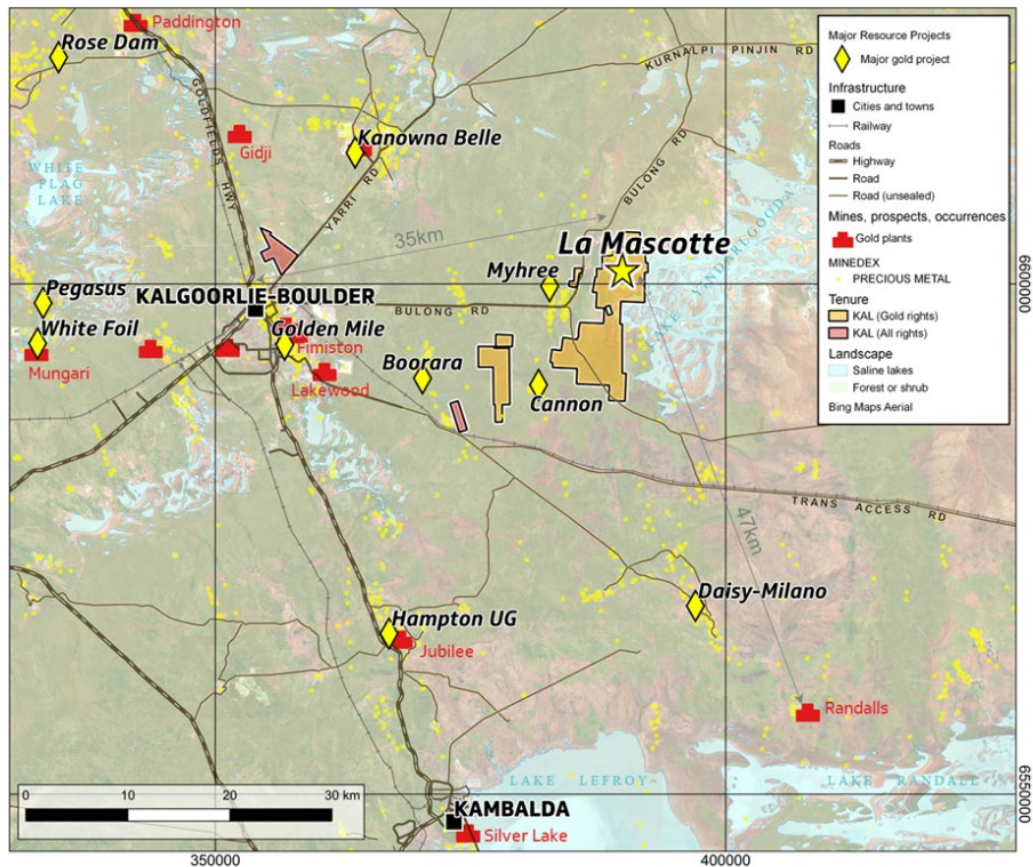 Paddington
Rose Dam
GOLDFIELDS HWY
Gidji
Kanowna Belle
WHITE
FLAG
LAKE
YARRI RD
KURNALPI PINJIN RD
BULONG RD
35km
La Mascotte
Myhree
LAKE YINDARLGOODA
Pegasus
KALGOORLIE-BOULDER
BULONG RD
White Foil
Golden Mile
Fimiston
Mungari
Boorara
Lakewood
Cannon
TRANS ACCESS RD
47km
Daisy-Milano
Hampton UG
Jubilee
Randalls
LAKE LEFROY
LAKE RANDALL
KAMBALDA
Silver Lake
0 10 20 30 km
350000
400000
6600000
6550000
Major Resource Projects
Major gold project
Infrastructure
Cities and towns
Railway
Roads
Highway
Road
Road (unsealed)
Mines, prospects, occurrences
Gold plants
MINEDEX
PRECIOUS METAL
Tenure
KAL (Gold rights)
KAL (All rights)
Landscape
Saline lakes
Forest or shrub
Bing Maps Aerial